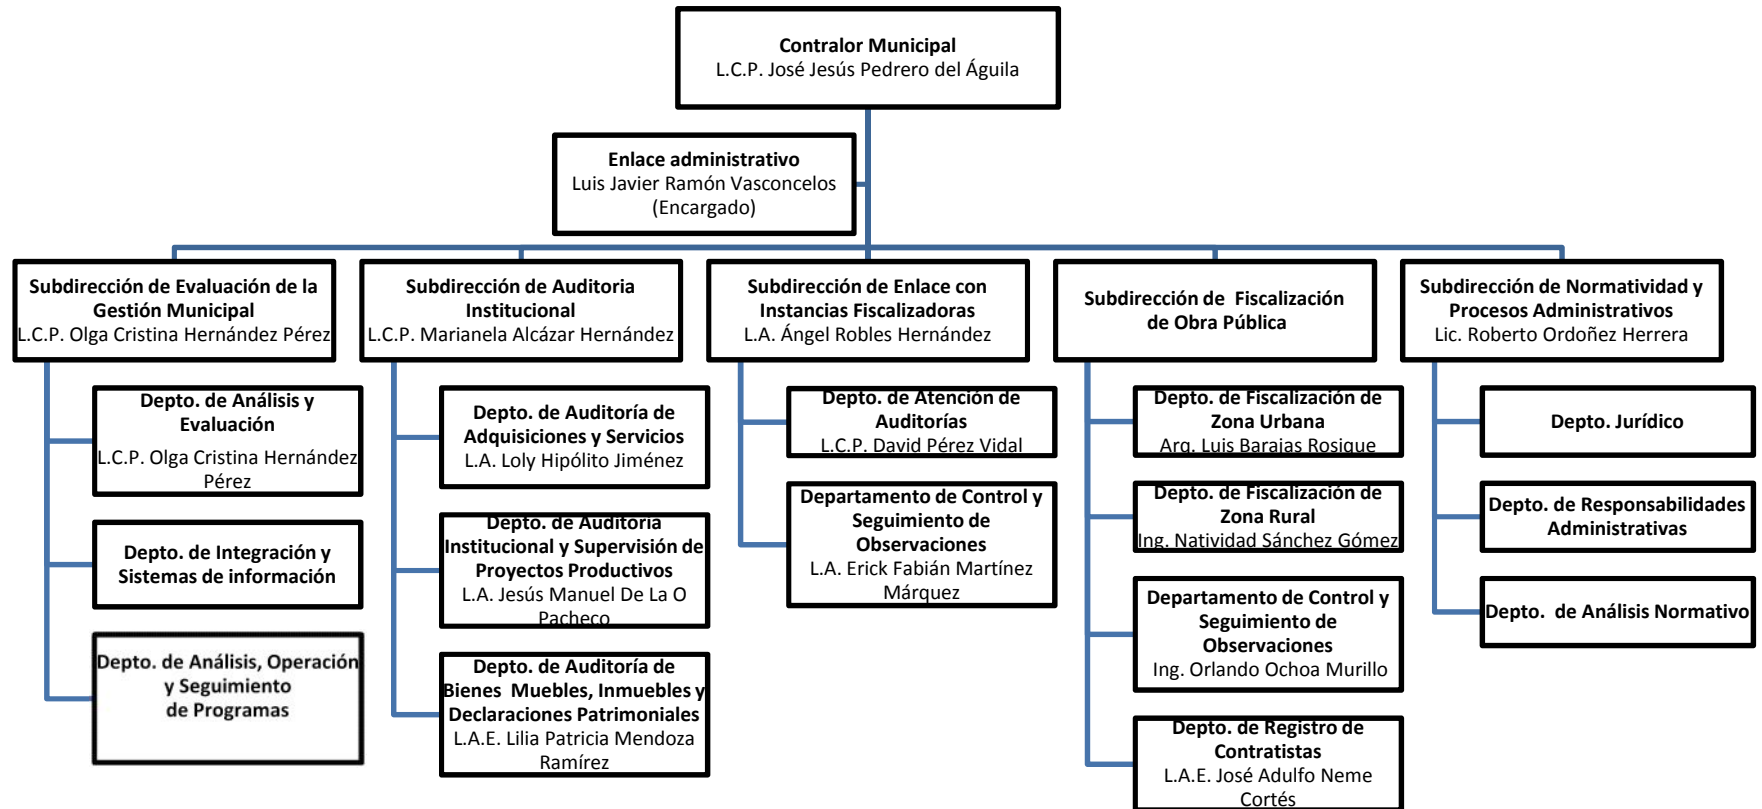 Contralor Municipal
L.C.P. José Jesús Pedrero del Águila
Enlace administrativo
Luis Javier Ramón Vasconcelos
(Encargado)
Subdirección de Evaluación de la
Gestión Municipal
L.C.P. Olga Cristina Hernández Pérez
Depto. de Análisis y
Evaluación
L.C.P. Olga Cristina Hernández
Pérez
Depto. de Integración y
Sistemas de información
Depto. de Análisis, Operación
y Seguimiento
de Programas
Subdirección de Auditoria
Institucional
L.C.P. Marianela Alcázar Hernández
Depto. de Auditoría de
Adquisiciones y Servicios
L.A. Loly Hipólito Jiménez
Depto. de Auditoría
Institucional y Supervisión de
Proyectos Productivos
L.A. Jesús Manuel De La O
Pacheco
Depto. de Auditoría de
Bienes Muebles, Inmuebles y
Declaraciones Patrimoniales
L.A.E. Lilia Patricia Mendoza
Ramírez
Subdirección de Enlace con
Instancias Fiscalizadoras
L.A. Ángel Robles Hernández
Depto. de Atención de
Auditorías
L.C.P. David Pérez Vidal
Departamento de Control y
Seguimiento de
Observaciones
L.A. Erick Fabián Martínez
Márquez
Subdirección de Fiscalización
de Obra Pública
Depto. de Fiscalización de
Zona Urbana
Arq. Luis Barajas Rosique
Depto. de Fiscalización de
Zona Rural
Ing. Natividad Sánchez Gómez
Departamento de Control y
Seguimiento de
Observaciones
Ing. Orlando Ochoa Murillo
Depto. de Registro de
Contratistas
L.A.E. José Adulfo Neme
Cortés
Subdirección de Normatividad y
Procesos Administrativos
Lic. Roberto Ordoñez Herrera
Depto. Jurídico
Depto. de Responsabilidades
Administrativas
Depto. de Análisis Normativo